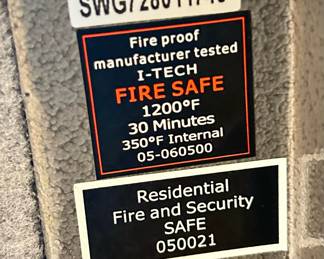 Fire proof
manufacturer tested
I-TECH
FIRE SAFE
1200°F
30 Minutes
350°F Internal
05-060500
Residential
Fire and Security
SAFE
050021